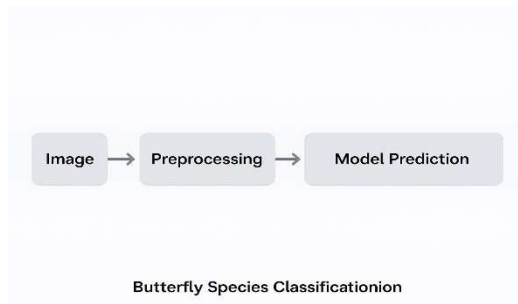 Image
Preprocessing
Model Prediction
Butterfly Species Classificationion